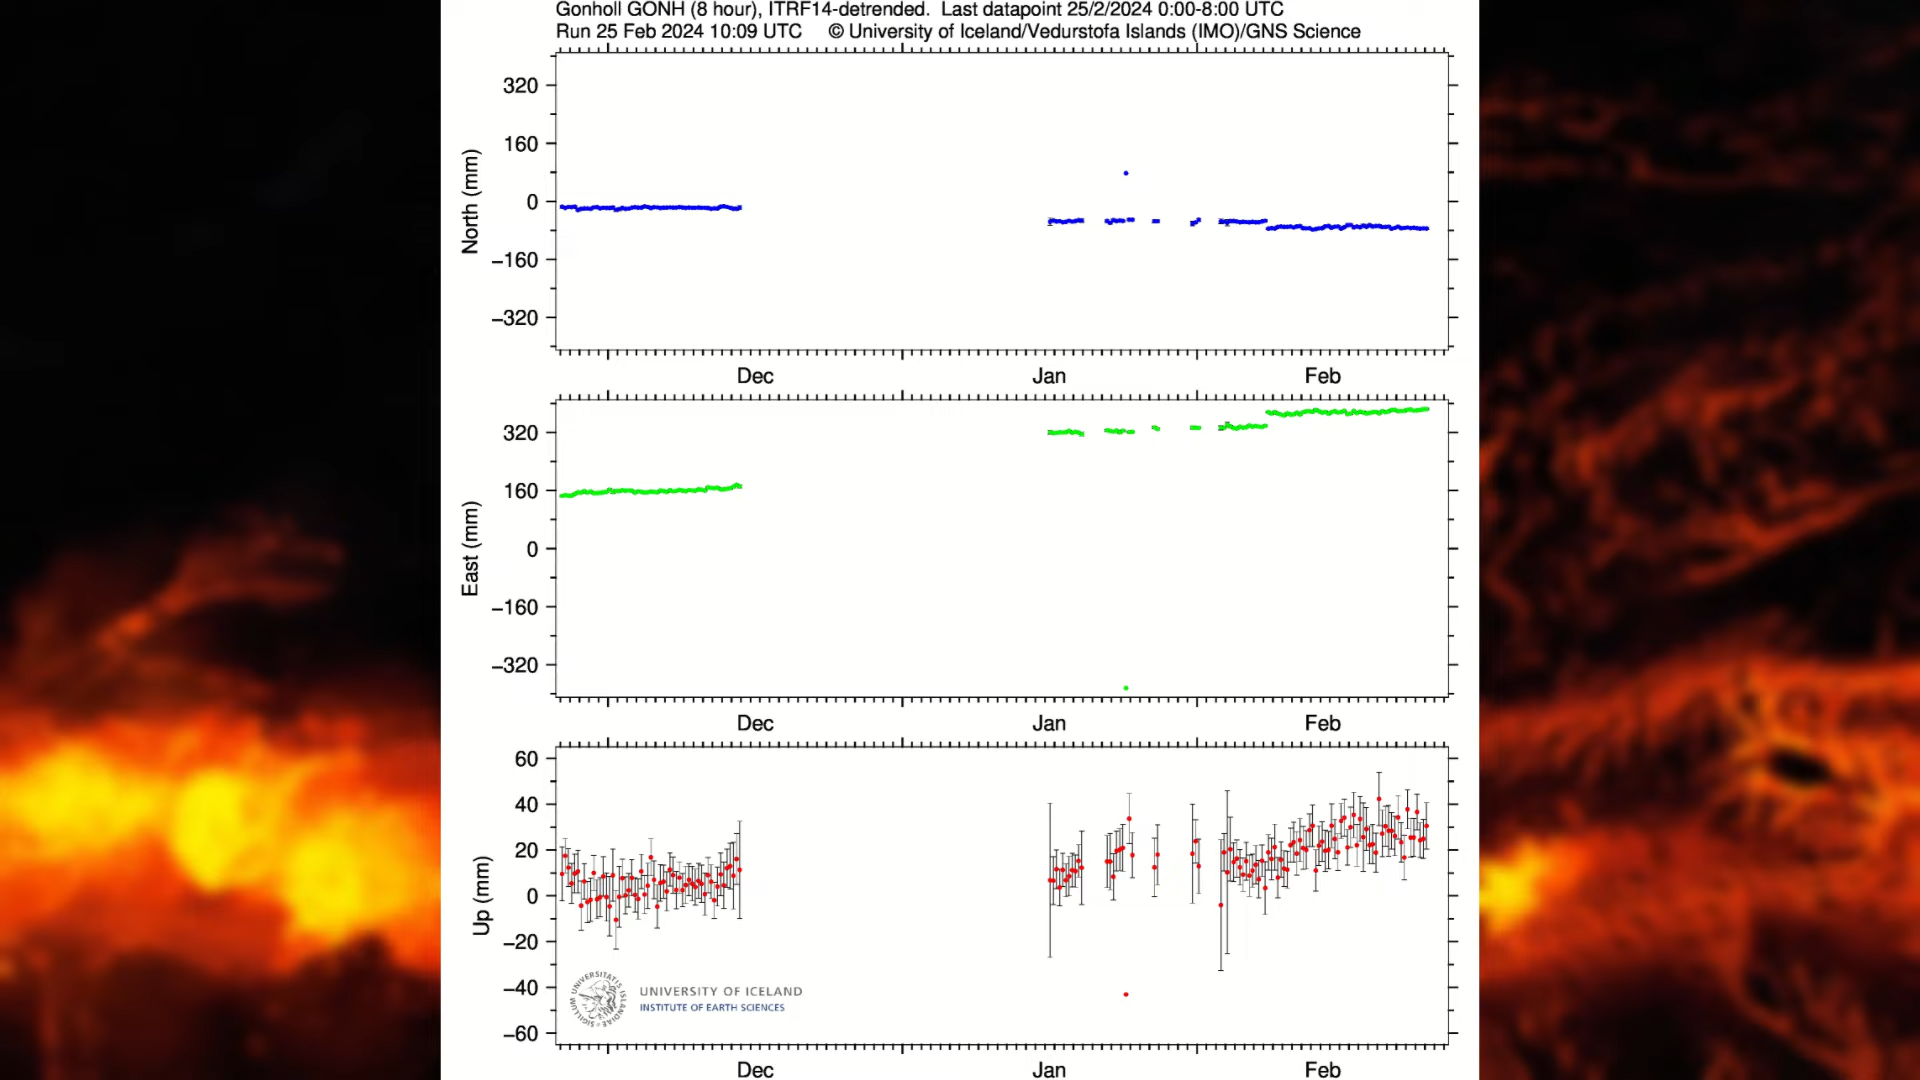 Gonholl GONH (8 hour), ITRF14-detrended. Last datapoint 25/2/2024 0:00-8:00 UTC
Run 25 Feb 2024 10:09 UTC © University of Iceland/Vedurstofa Islands (IMO)/GNS Science
North (mm)
320
160
0
−160
−320
Dec Jan Feb
East (mm)
320
160
0
−160
−320
Dec Jan Feb
Up (mm)
60
40
20
0
−20
−40
−60
SIGILLUM UNIVERSITATIS ISLANDIAE
UNIVERSITY OF ICELAND
INSTITUTE OF EARTH SCIENCES
Dec Jan Feb